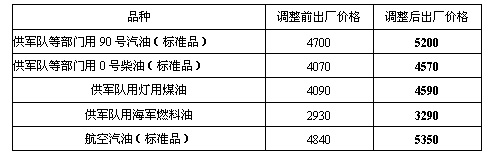 品种 调整前出厂价格 调整后出厂价格
供军队等部门用 90 号汽油（标准品） 4700 5200
供军队等部门用 0 号柴油（标准品） 4070 4570
供军队用灯用煤油 4090 4590
供军队用海军燃料油 2930 3290
航空汽油（标准品） 4840 5350